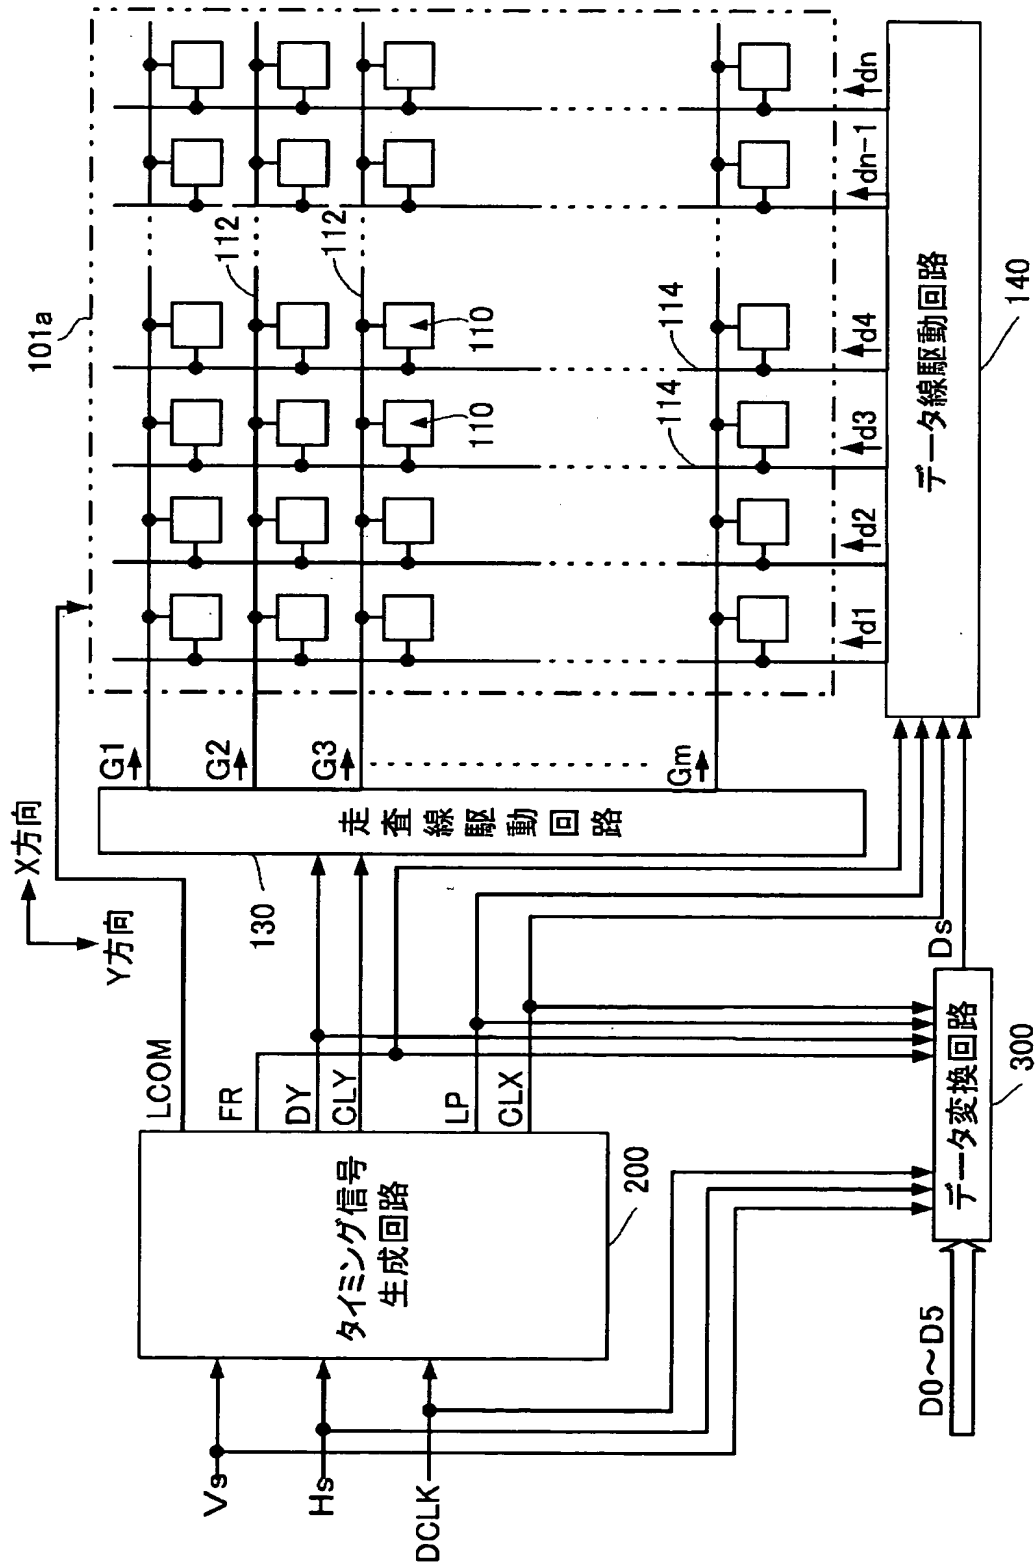 X方向
Y方向
101a
G1
G2
G3
Gm
112
112
110
110
114
114
走査線駆動回路
130
d1
d2
d3
d4
dn-1
dn
データ線駆動回路
140
LCOM
FR
DY
CLY
LP
CLX
タイミング信号
生成回路
200
Vs
Hs
DCLK
Ds
データ変換回路
300
D0～D5